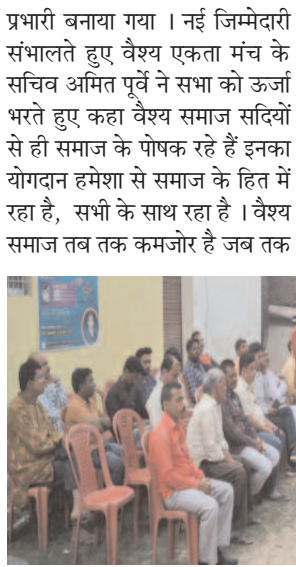 प्रभारी बनाया गया । नई जिम्मेदारी
संभालते हुए वैश्य एकता मंच के
सचिव अमित पूर्वे ने सभा को ऊर्जा
भरते हुए कहा वैश्य समाज सदियों
से ही समाज के पोषक रहे हैं इनका
योगदान हमेशा से समाज के हित में
रहा है, सभी के साथ रहा है । वैश्य
समाज तब तक कमजोर है जब तक